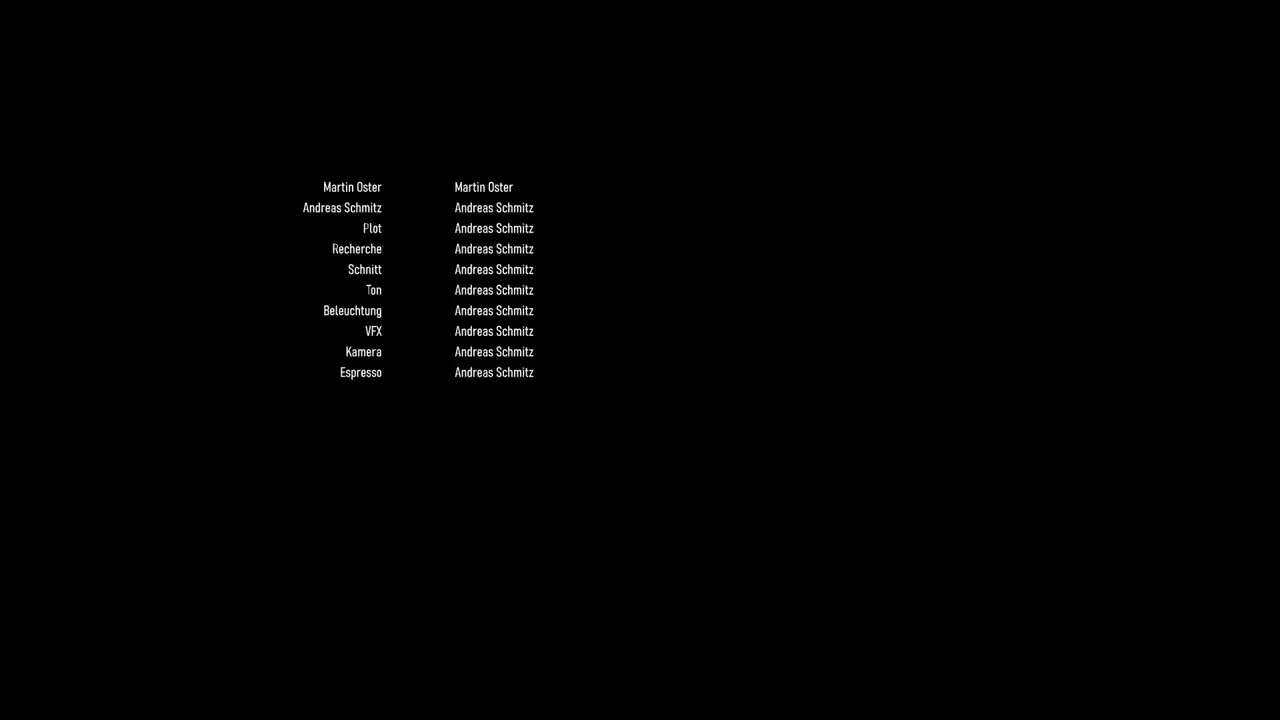 Martin Oster Martin Oster
Andreas Schmitz Andreas Schmitz
Plot Andreas Schmitz
Recherche Andreas Schmitz
Schnitt Andreas Schmitz
Ton Andreas Schmitz
Beleuchtung Andreas Schmitz
VFX Andreas Schmitz
Kamera Andreas Schmitz
Espresso Andreas Schmitz